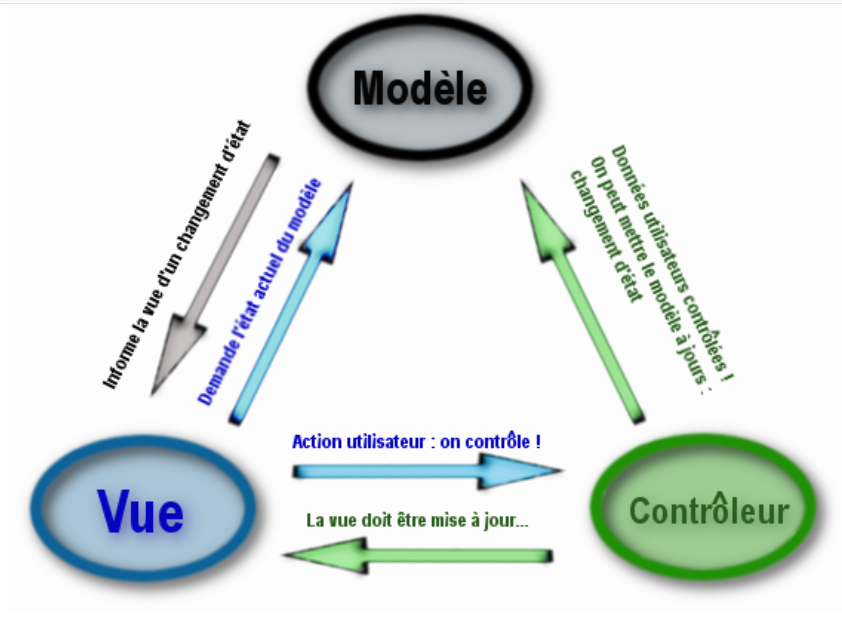 Modèle
Informe la vue d'un changement d'état
Demande l'état actuel du modèle
Données utilisateurs contrôlées !
On peut mettre le modèle à jours :
changement d'état
Action utilisateur : on contrôle !
La vue doit être mise à jour...
Vue
Contrôleur